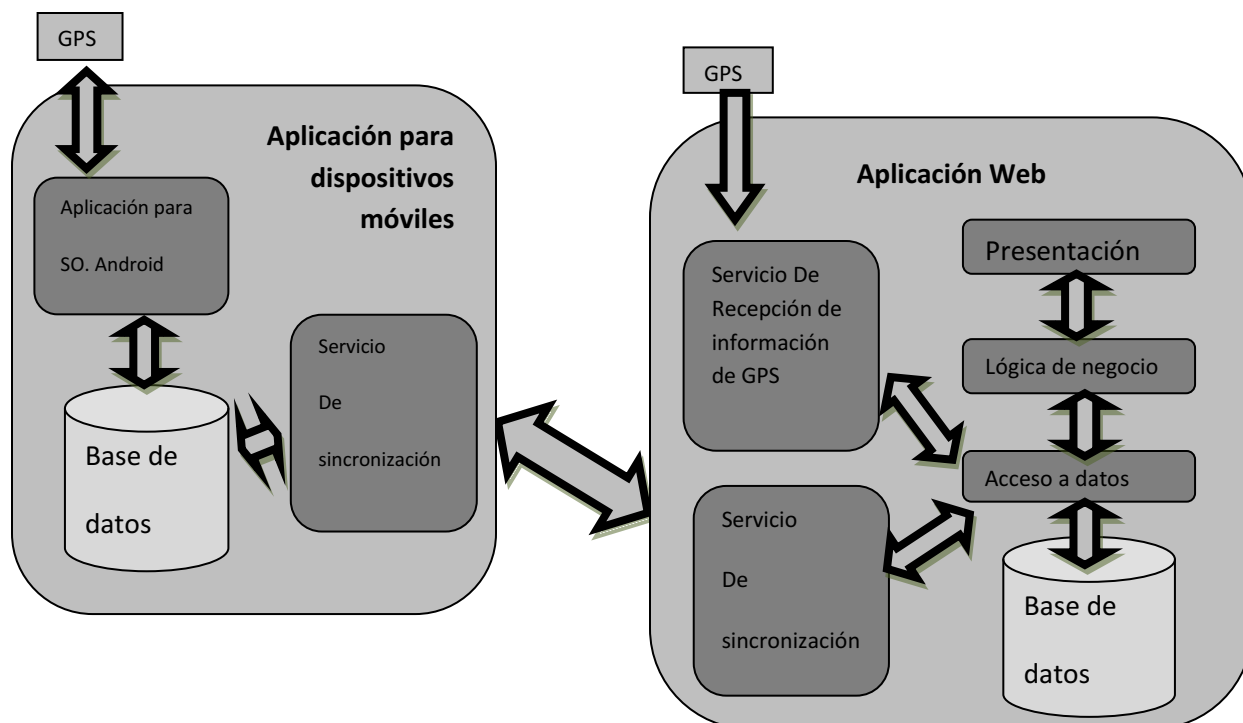 GPS
Aplicación para
dispositivos
móviles
Aplicación para
SO. Android
Servicio
De
sincronización
Base de
datos
GPS
Aplicación Web
Servicio De
Recepción de
información
de GPS
Presentación
Lógica de negocio
Acceso a datos
Servicio
De
sincronización
Base de
datos